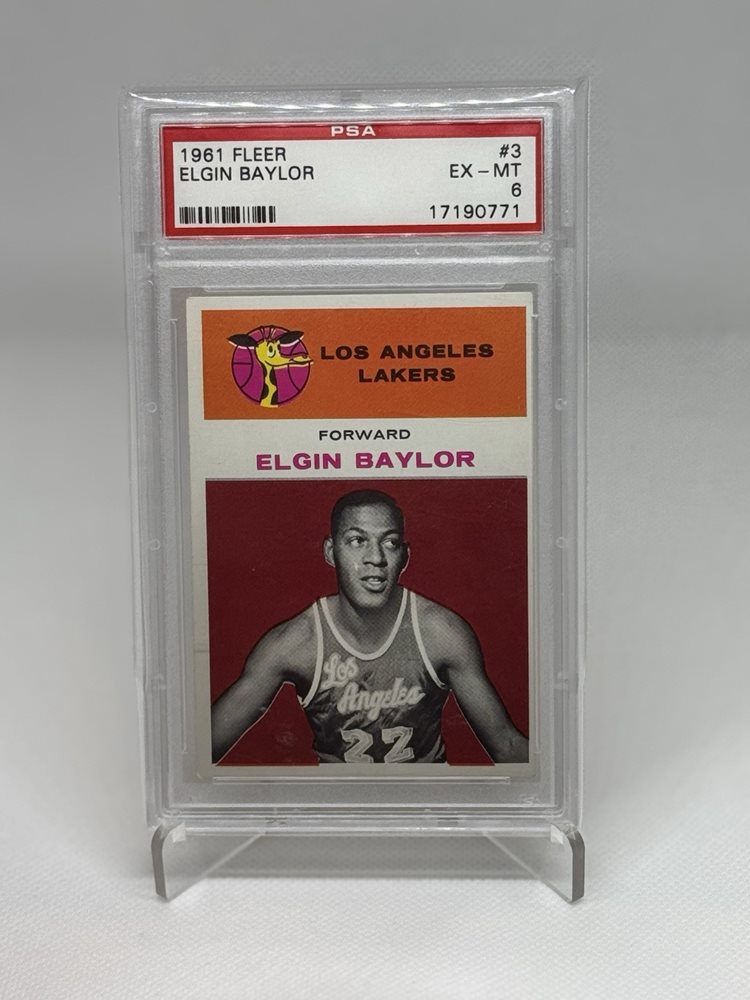 PSA
1961 FLEER #3
ELGIN BAYLOR EX - MT
6
17190771
LOS ANGELES
LAKERS
FORWARD
ELGIN BAYLOR
Los
Angeles
22